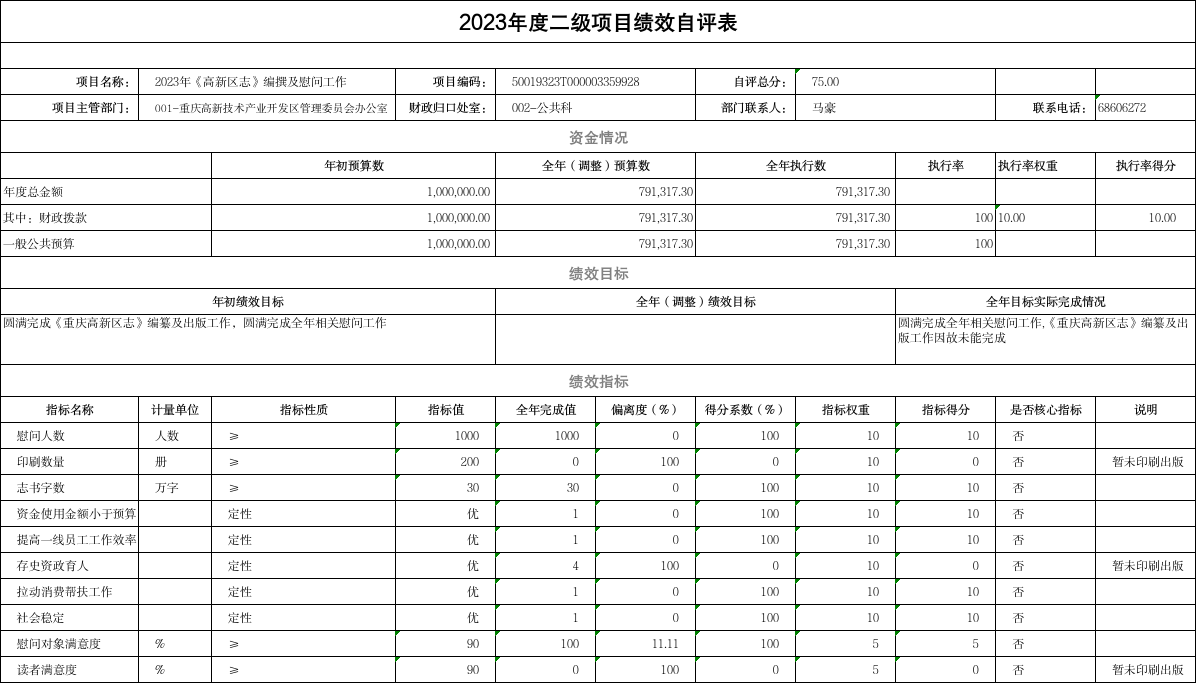 2023年度二级项目绩效自评表
项目名称： 2023年《高新区志》编撰及慰问工作 项目编码： 50019323T000003359928 自评总分： 75.00
项目主管部门： 001-重庆高新技术产业开发区管理委员会办公室 财政归口处室： 002-公共科 部门联系人： 马豪 联系电话： 68606272
资金情况
年初预算数 全年（调整）预算数 全年执行数 执行率 执行率权重 执行率得分
年度总金额 1,000,000.00 791,317.30 791,317.30
其中：财政拨款 1,000,000.00 791,317.30 791,317.30 100 10.00 10.00
一般公共预算 1,000,000.00 791,317.30 791,317.30 100
绩效目标
年初绩效目标 全年（调整）绩效目标 全年目标实际完成情况
圆满完成《重庆高新区志》编纂及出版工作，圆满完成全年相关慰问工作 圆满完成全年相关慰问工作,《重庆高新区志》编纂及出
版工作因故未能完成
绩效指标
指标名称 计量单位 指标性质 指标值 全年完成值 偏离度（%） 得分系数（%） 指标权重 指标得分 是否核心指标 说明
慰问人数 人数 ≥ 1000 1000 0 100 10 10 否
印刷数量 册 ≥ 200 0 100 0 10 0 否 暂未印刷出版
志书字数 万字 ≥ 30 30 0 100 10 10 否
资金使用金额小于预算 定性 优 1 0 100 10 10 否
提高一线员工工作效率 定性 优 1 0 100 10 10 否
存史资政育人 定性 优 4 100 0 10 0 否 暂未印刷出版
拉动消费帮扶工作 定性 优 1 0 100 10 10 否
社会稳定 定性 优 1 0 100 10 10 否
慰问对象满意度 % ≥ 90 100 11.11 100 5 5 否
读者满意度 % ≥ 90 0 100 0 5 0 否 暂未印刷出版